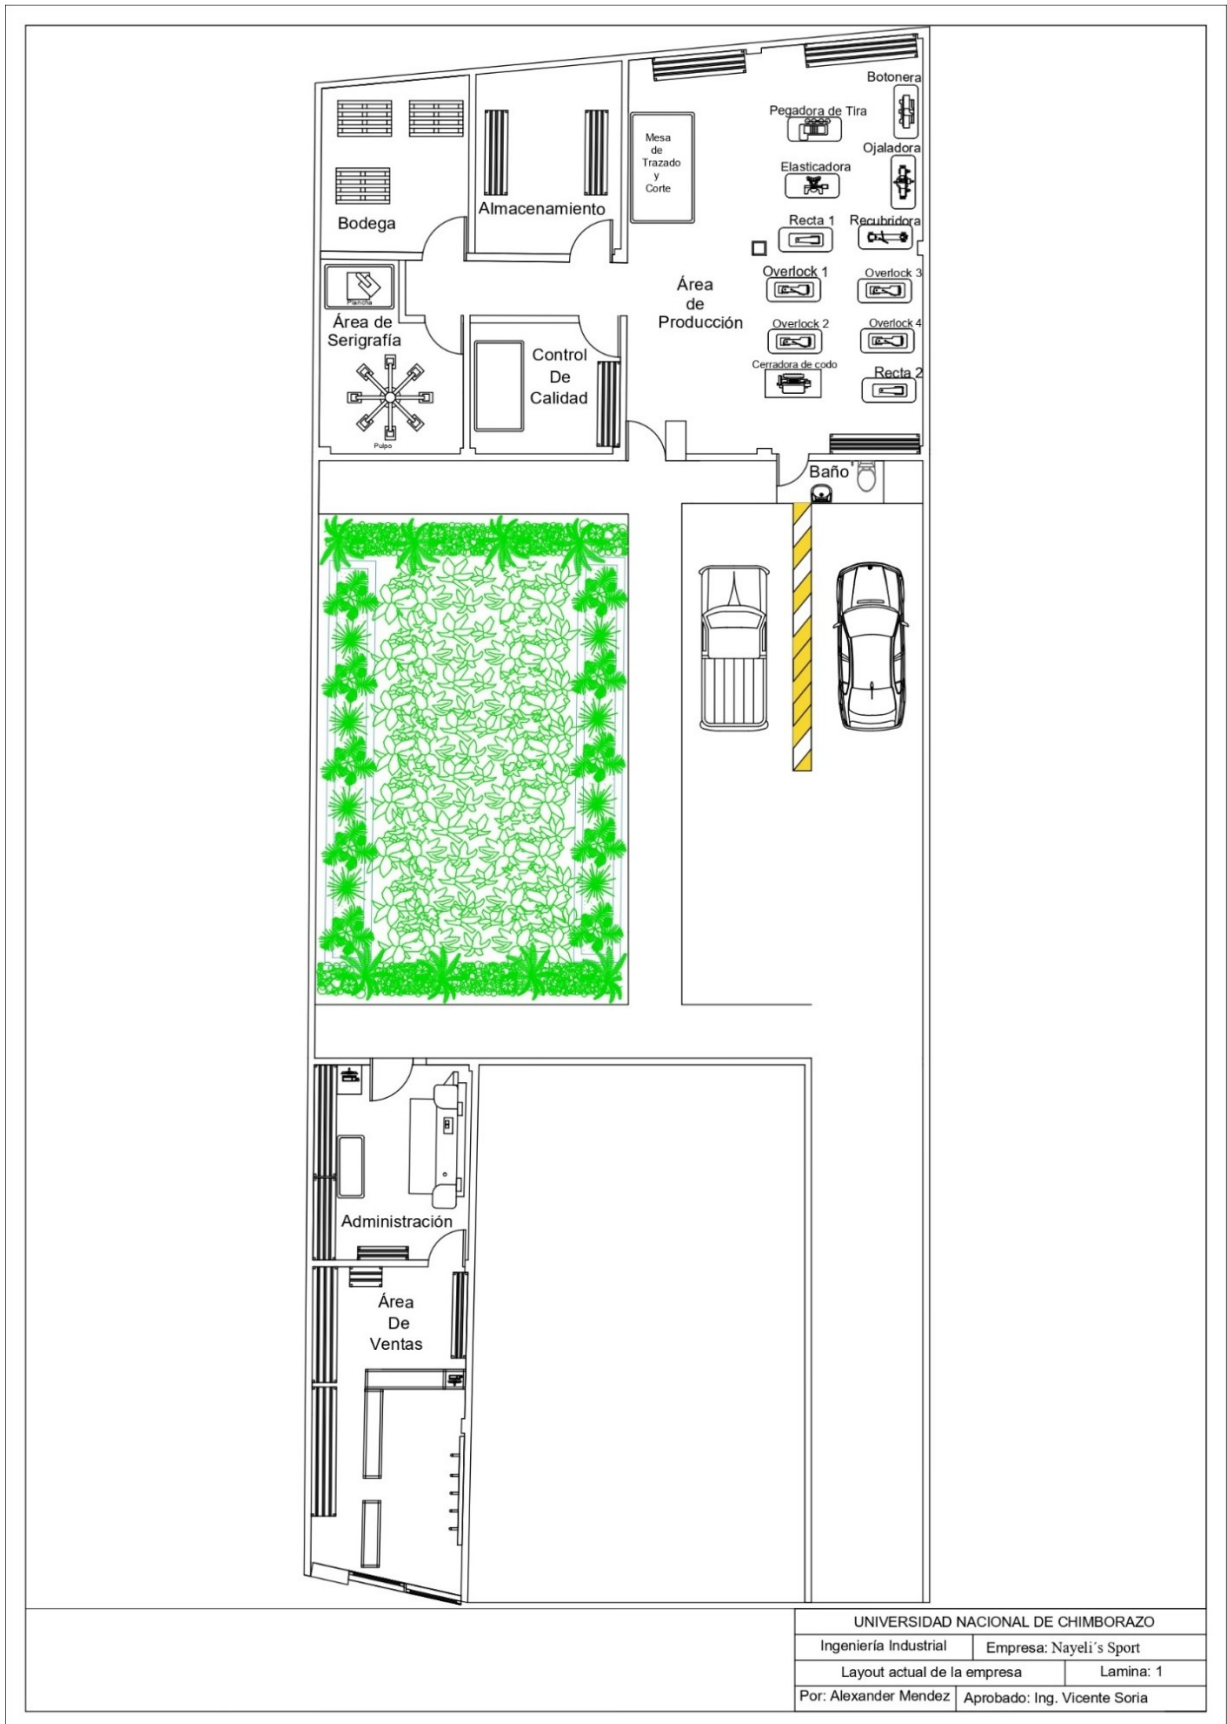 Botonera
Pegadora de Tira
Mesa
de
Trazado
y
Corte
Ojaladora
Elasticadora
Almacenamiento
Bodega
Recta 1
Recubridora
Overlock 1
Overlock 3
Área
de
Producción
Plancha
Área de
Serigrafía
Overlock 2
Overlock 4
Control
De
Calidad
Cerradora de codo
Recta 2
Pulpo
Baño
Administración
Área
De
Ventas
UNIVERSIDAD NACIONAL DE CHIMBORAZO
Ingeniería Industrial
Empresa: Nayeli´s Sport
Layout actual de la empresa
Lamina: 1
Por: Alexander Mendez
Aprobado: Ing. Vicente Soria